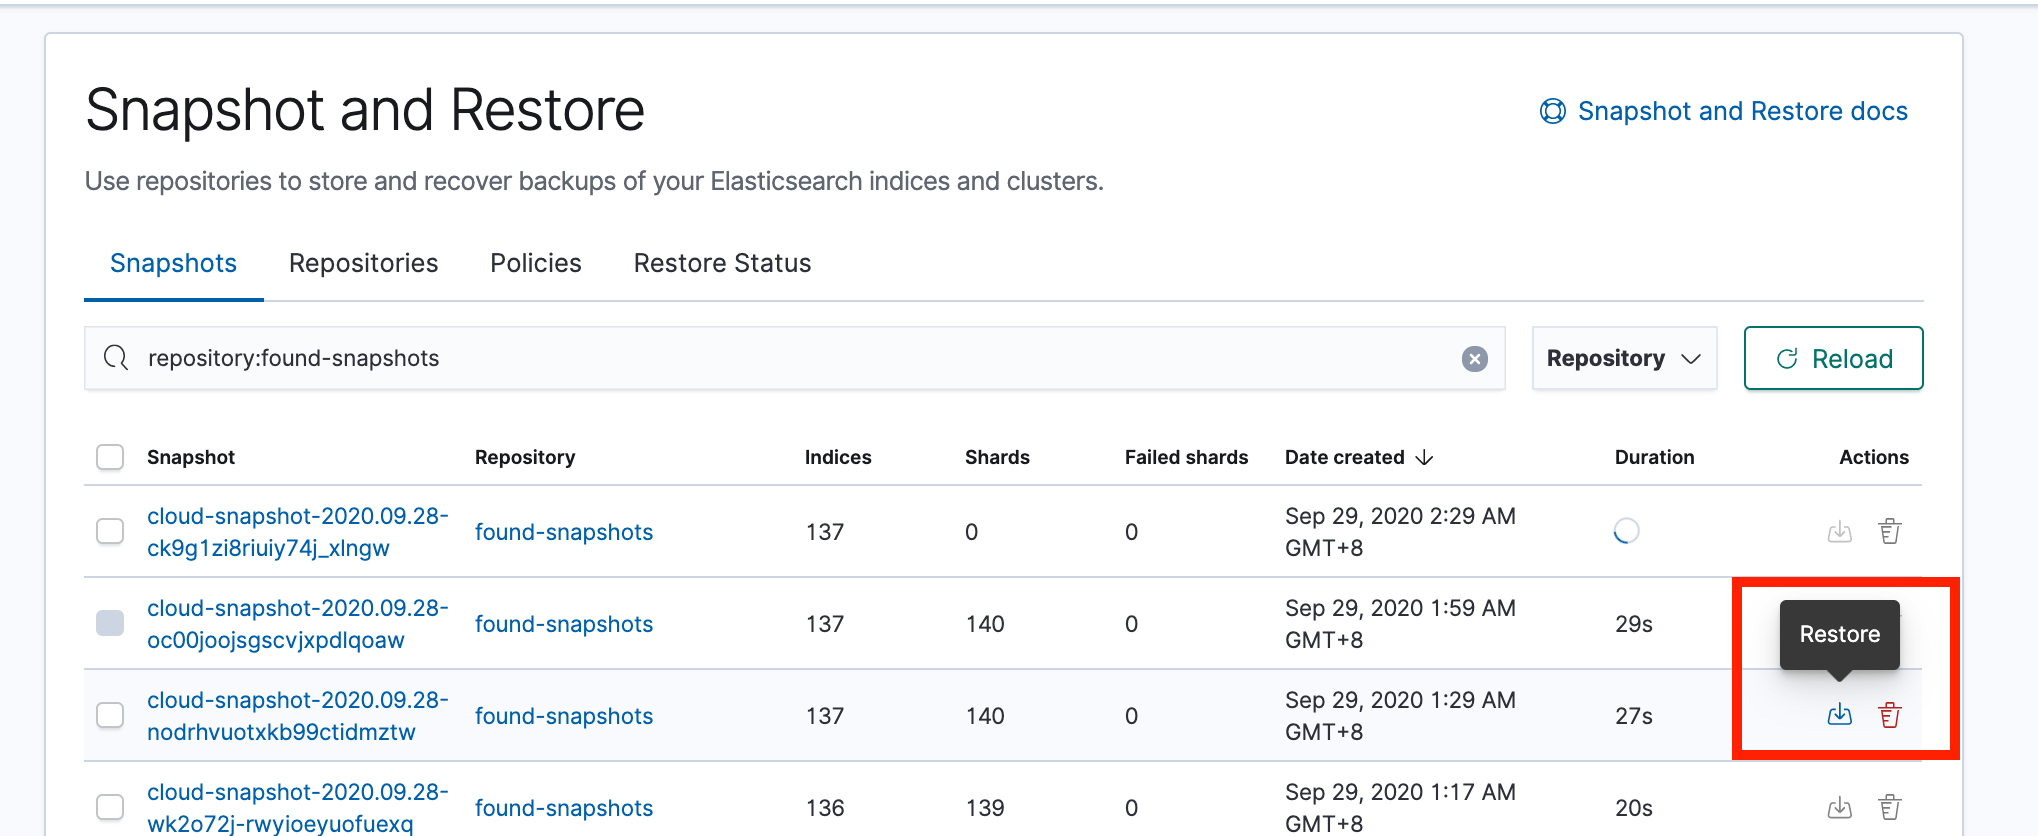 Snapshot and Restore
Snapshot and Restore docs
Use repositories to store and recover backups of your Elasticsearch indices and clusters.
Snapshots Repositories Policies Restore Status
repository:found-snapshots Repository Reload
Snapshot Repository Indices Shards Failed shards Date created Duration Actions
cloud-snapshot-2020.09.28-
ck9g1zi8riuiy74j_xlngw
found-snapshots 137 0 0
Sep 29, 2020 2:29 AM
GMT+8
cloud-snapshot-2020.09.28-
oc00joojsgscvjxpdlqoaw
found-snapshots 137 140 0
Sep 29, 2020 1:59 AM
GMT+8
29s
Restore
cloud-snapshot-2020.09.28-
nodrhvuotxkb99ctidmztw
found-snapshots 137 140 0
Sep 29, 2020 1:29 AM
GMT+8
27s
cloud-snapshot-2020.09.28-
wk2o72j-rwyioeyuofuexq
found-snapshots 136 139 0
Sep 29, 2020 1:17 AM
GMT+8
20s